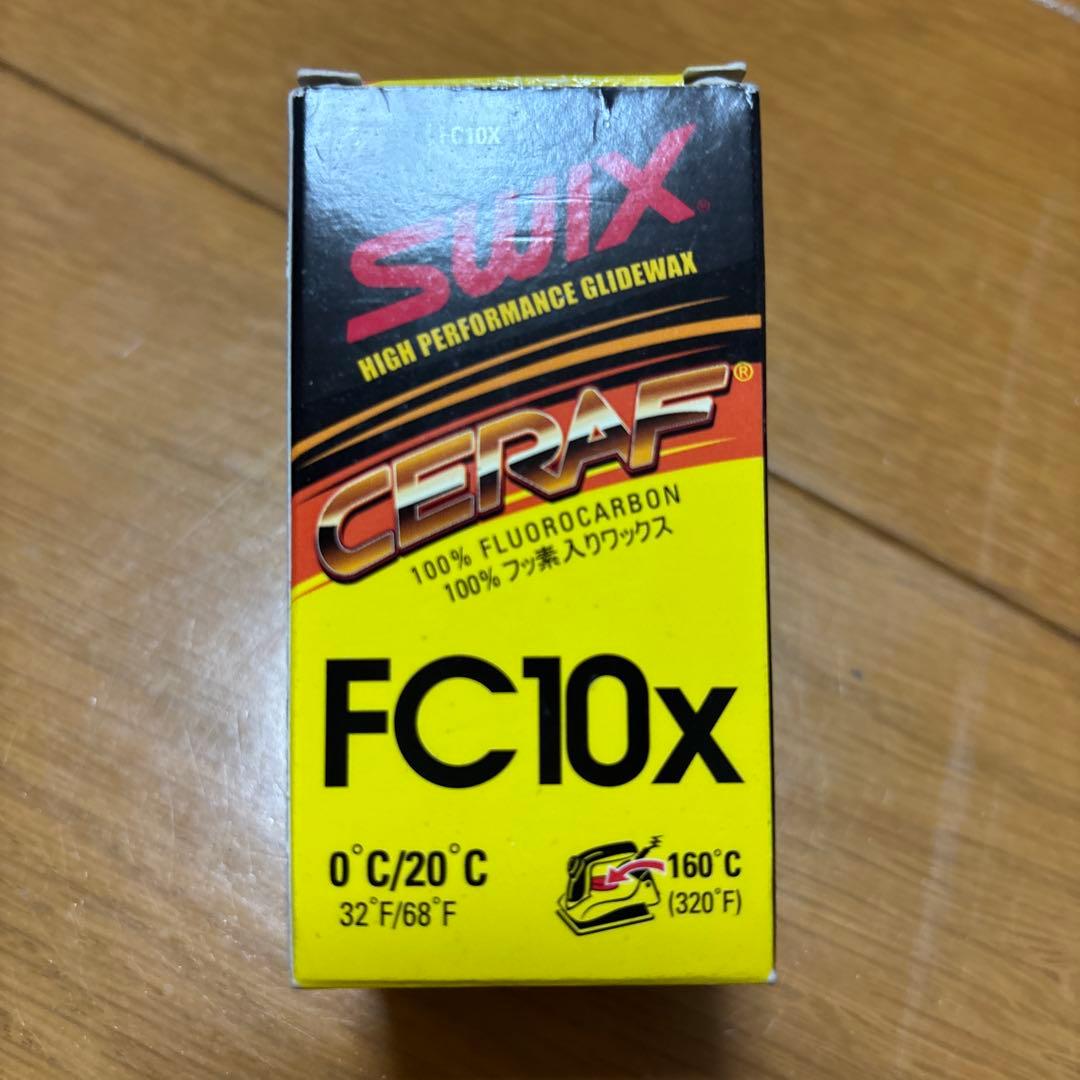 FC10X
SWIX®
HIGH PERFORMANCE GLIDEWAX
CERAF®
100% FLUOROCARBON
100% フッ素入りワックス
FC10x
0°C/20°C
32°F/68°F
160°C
(320°F)